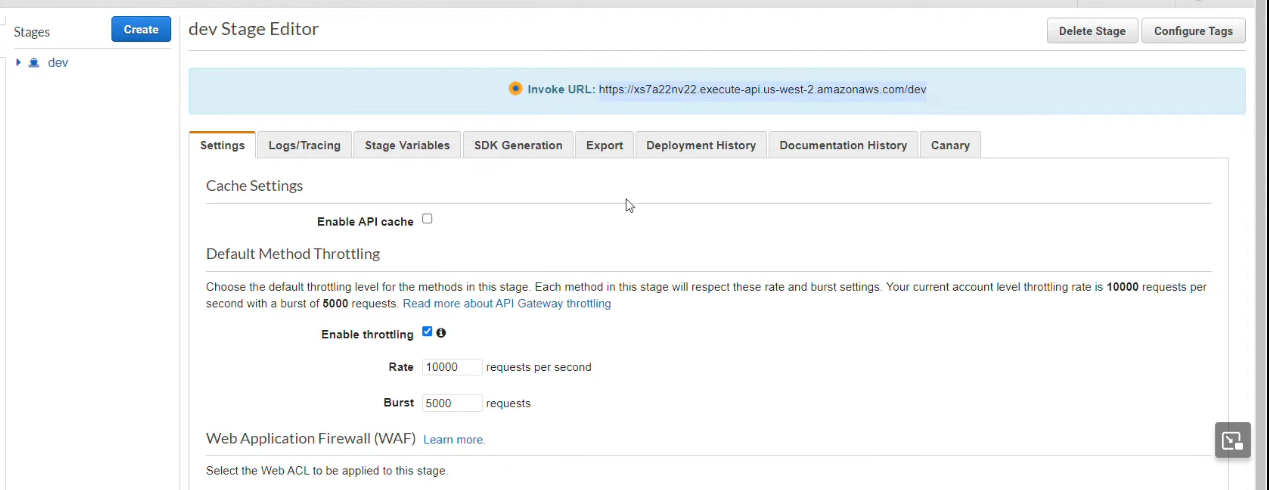 Stages
Create
dev Stage Editor
Delete Stage
Configure Tags
dev
Invoke URL: https://xs7a22nv22.execute-api.us-west-2.amazonaws.com/dev
Settings
Logs/Tracing
Stage Variables
SDK Generation
Export
Deployment History
Documentation History
Canary
Cache Settings
Enable API cache
Default Method Throttling
Choose the default throttling level for the methods in this stage. Each method in this stage will respect these rate and burst settings. Your current account level throttling rate is 10000 requests per
second with a burst of 5000 requests. Read more about API Gateway throttling
Enable throttling
Rate 10000 requests per second
Burst 5000 requests
Web Application Firewall (WAF) Learn more.
Select the Web ACL to be applied to this stage.